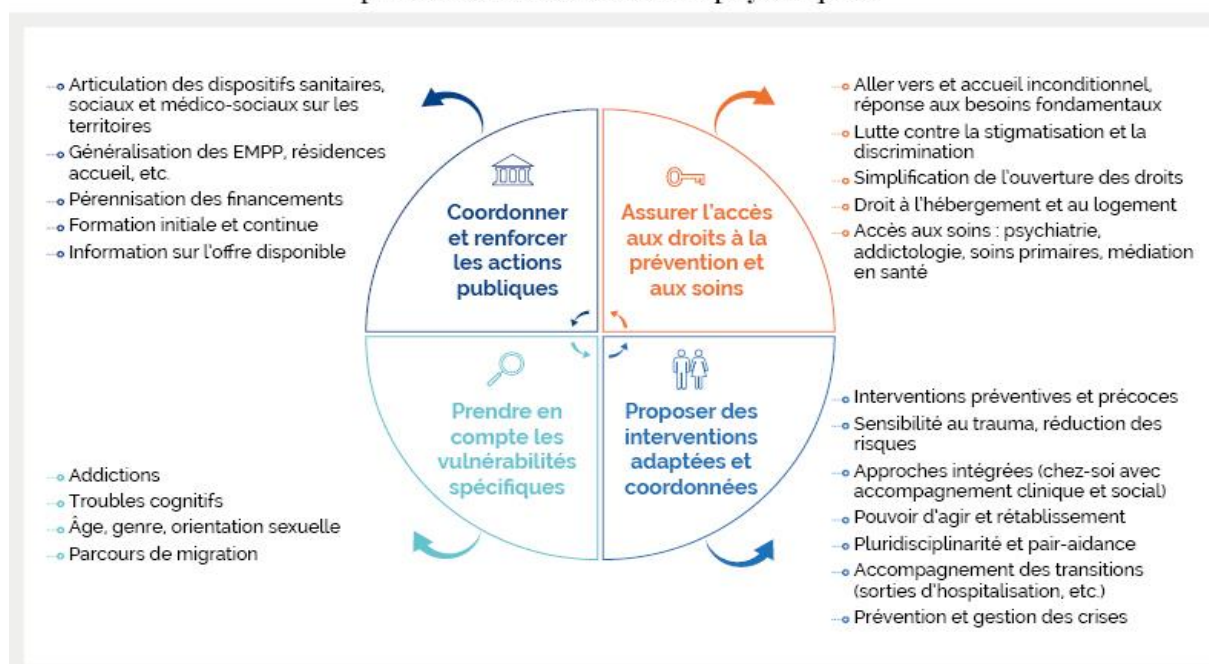 Articulation des dispositifs sanitaires,
sociaux et médico-sociaux sur les
territoires
Généralisation des EMPP, résidences
accueil, etc.
Pérennisation des financements
Formation initiale et continue
Information sur l'offre disponible
Coordonner
et renforcer
les actions
publiques
Assurer l'accès
aux droits à la
prévention et
aux soins
Aller vers et accueil inconditionnel,
réponse aux besoins fondamentaux
Lutte contre la stigmatisation et la
discrimination
Simplification de l'ouverture des droits
Droit à l'hébergement et au logement
Accès aux soins : psychiatrie,
addictologie, soins primaires, médiation
en santé
Addictions
Troubles cognitifs
Âge, genre, orientation sexuelle
Parcours de migration
Prendre en
compte les
vulnérabilités
spécifiques
Proposer des
interventions
adaptées et
coordonnées
Interventions préventives et précoces
Sensibilité au trauma, réduction des
risques
Approches intégrées (chez-soi avec
accompagnement clinique et social)
Pouvoir d'agir et rétablissement
Pluridisciplinarité et pair-aidance
Accompagnement des transitions
(sorties d'hospitalisation, etc.)
Prévention et gestion des crises